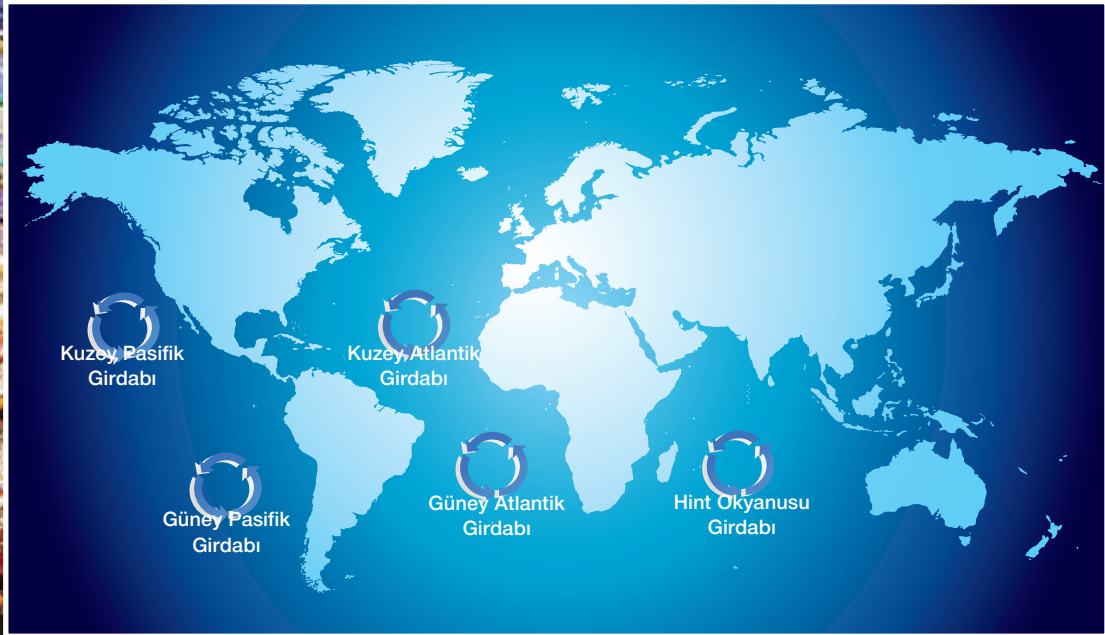 Kuzey Pasifik
Girdabı
Kuzey Atlantik
Girdabı
Güney Pasifik
Girdabı
Güney Atlantik
Girdabı
Hint Okyanusu
Girdabı